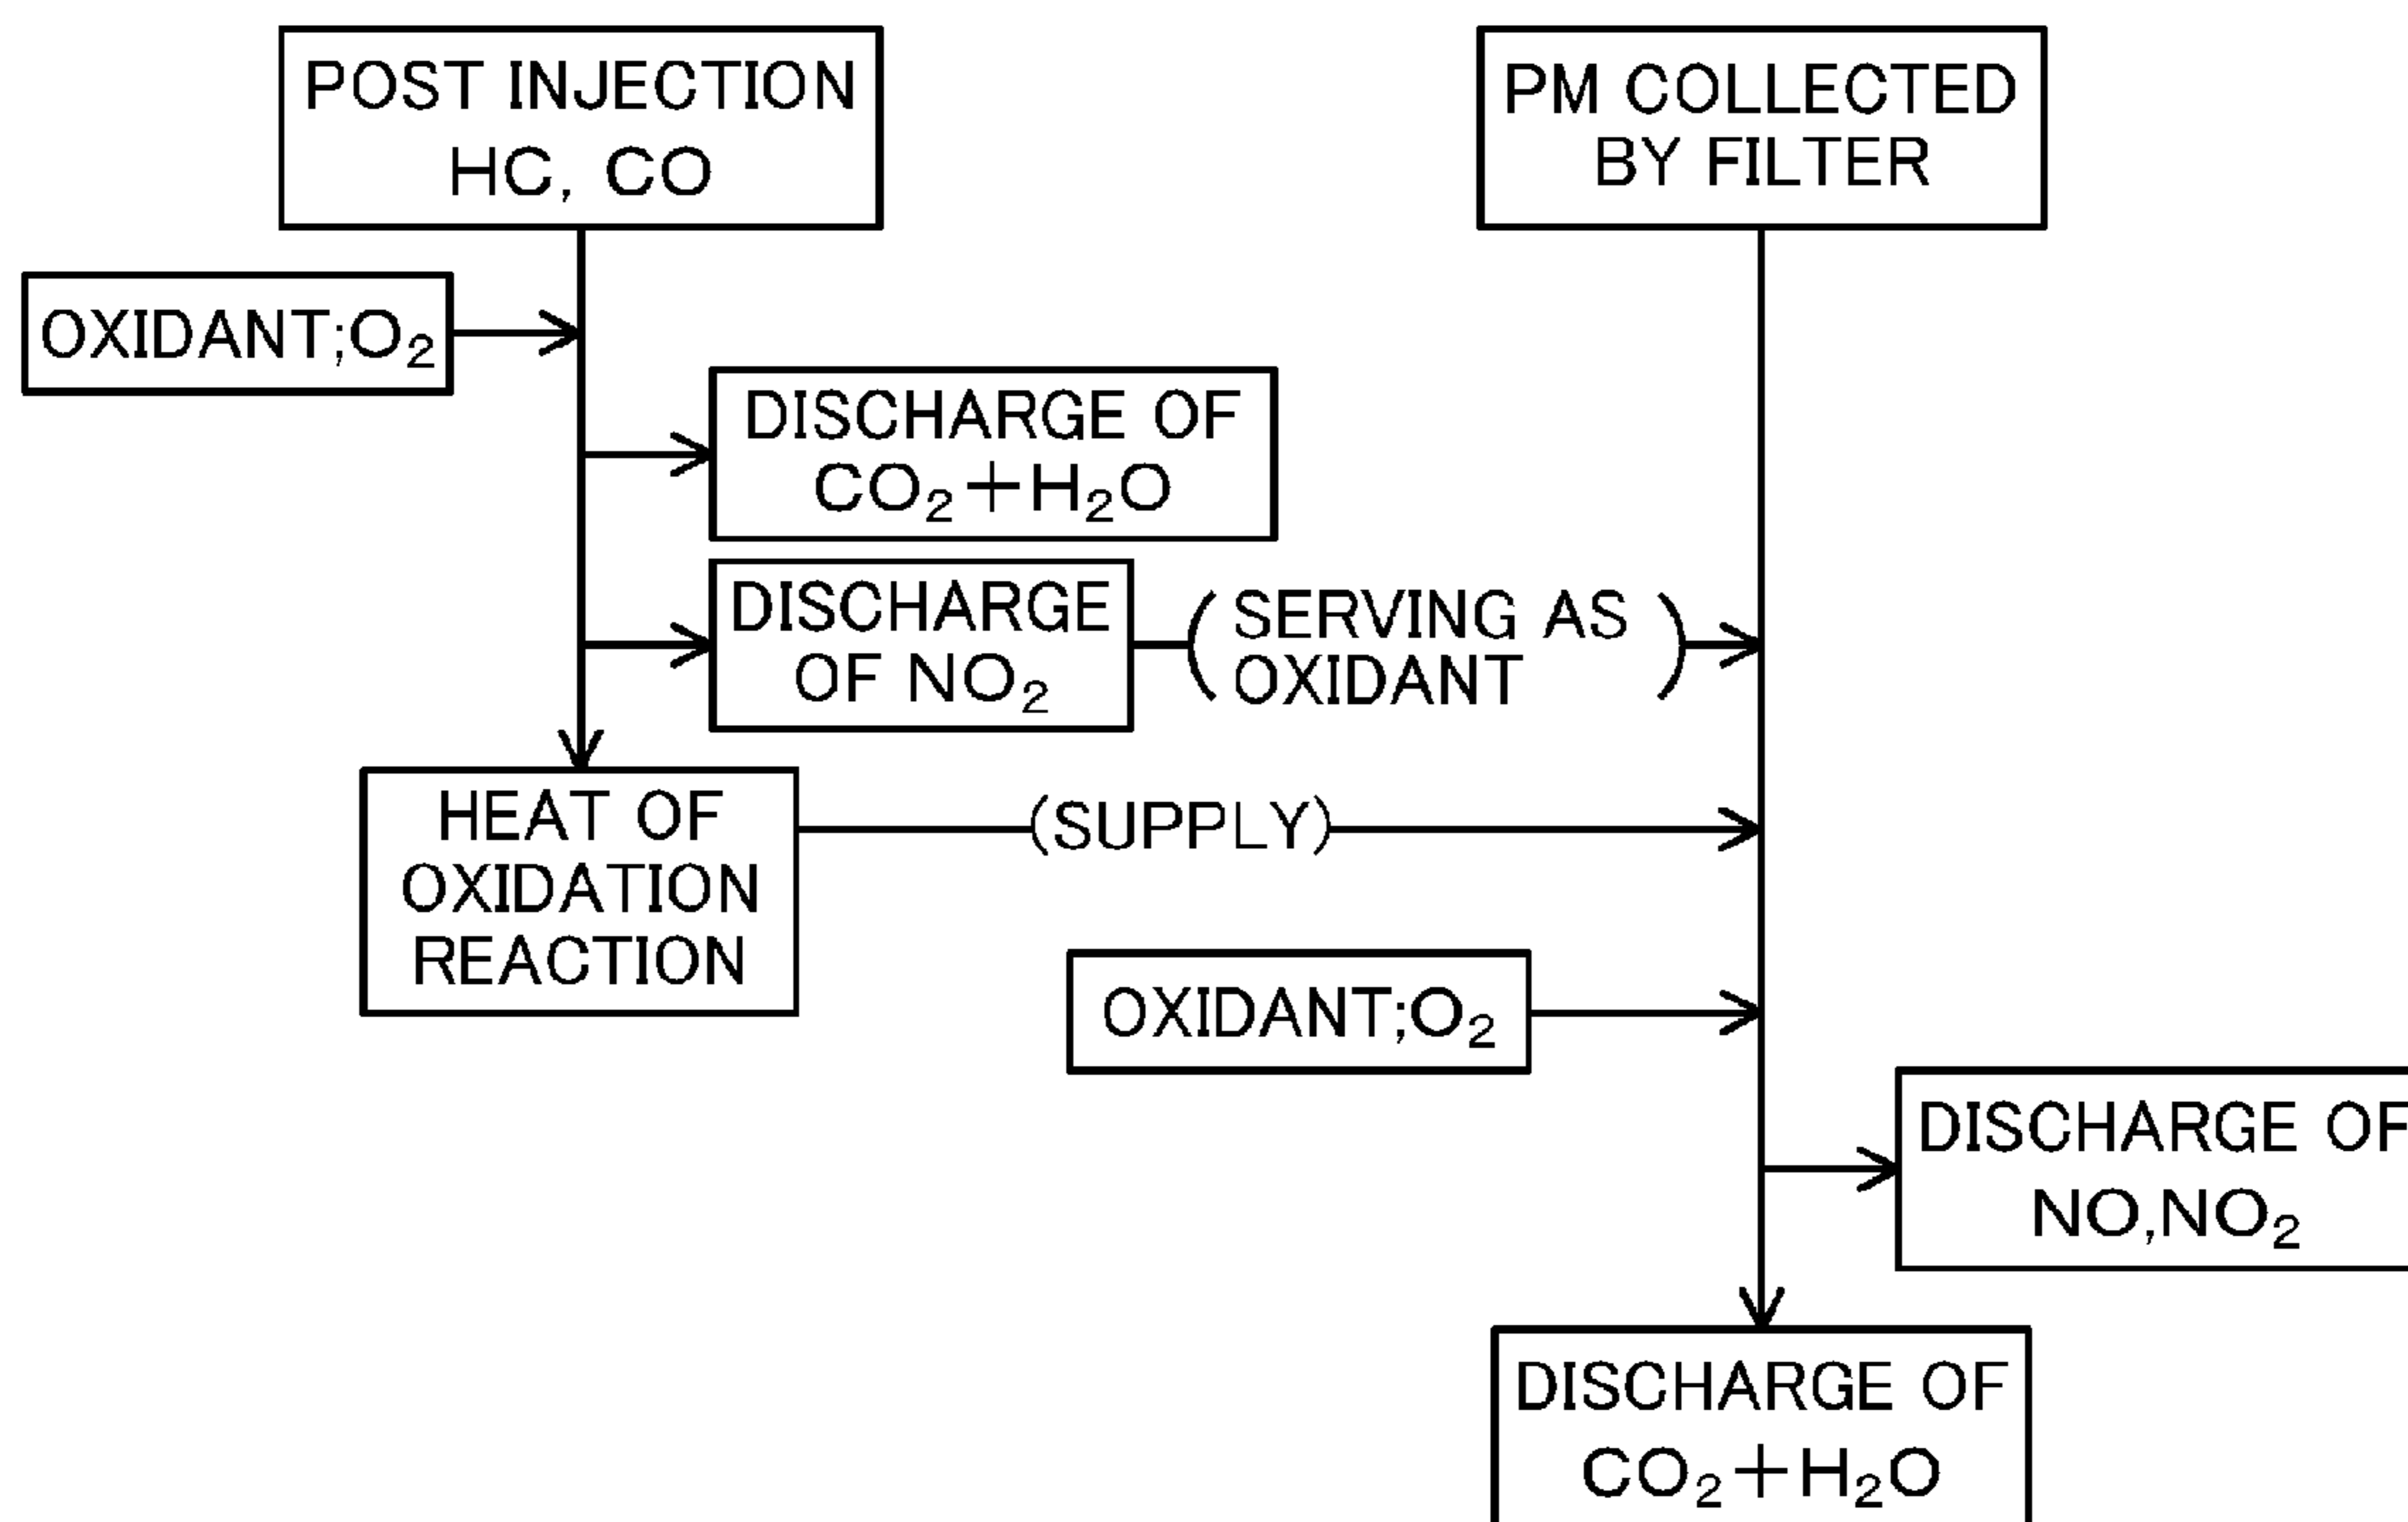 POST INJECTION
HC, CO
PM COLLECTED
BY FILTER
OXIDANT;O₂
DISCHARGE OF
CO₂+H₂O
DISCHARGE
OF NO₂
(SERVING AS
OXIDANT)
HEAT OF
OXIDATION
REACTION
(SUPPLY)
OXIDANT;O₂
DISCHARGE OF
NO,NO₂
DISCHARGE OF
CO₂+H₂O